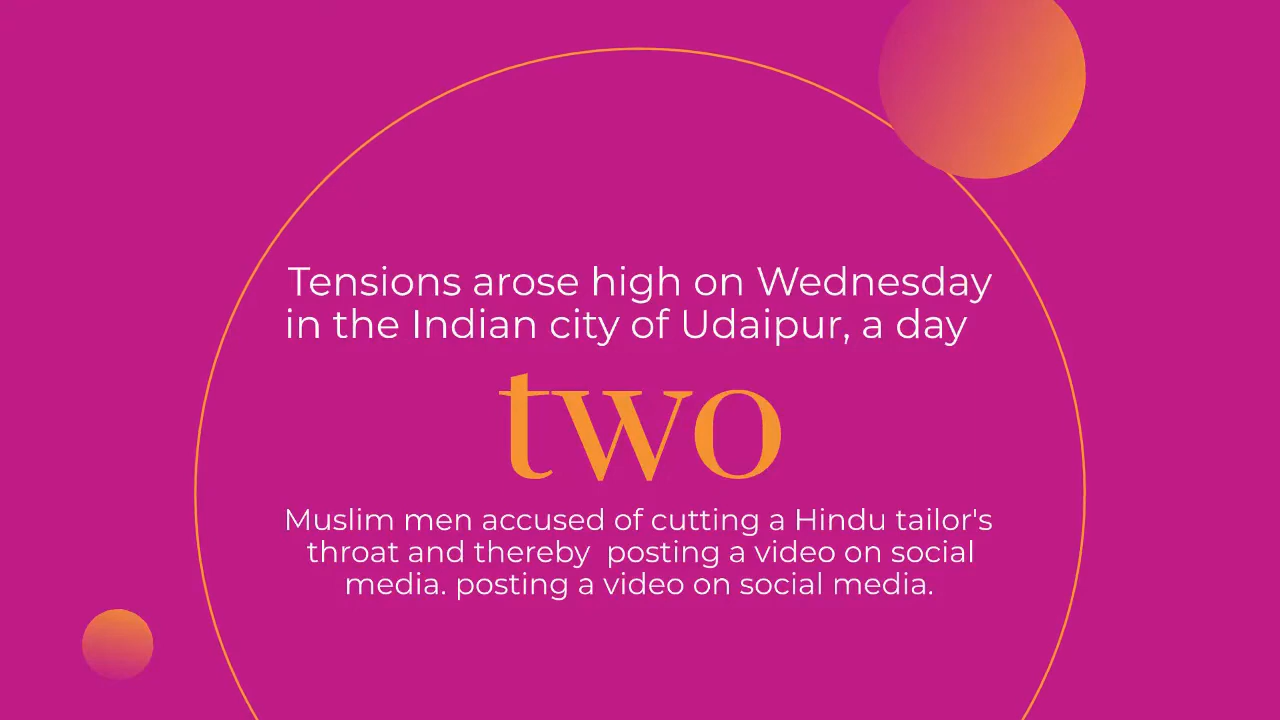 Tensions arose high on Wednesday
in the Indian city of Udaipur, a day
two
Muslim men accused of cutting a Hindu tailor's
throat and thereby  posting a video on social
media. posting a video on social media.